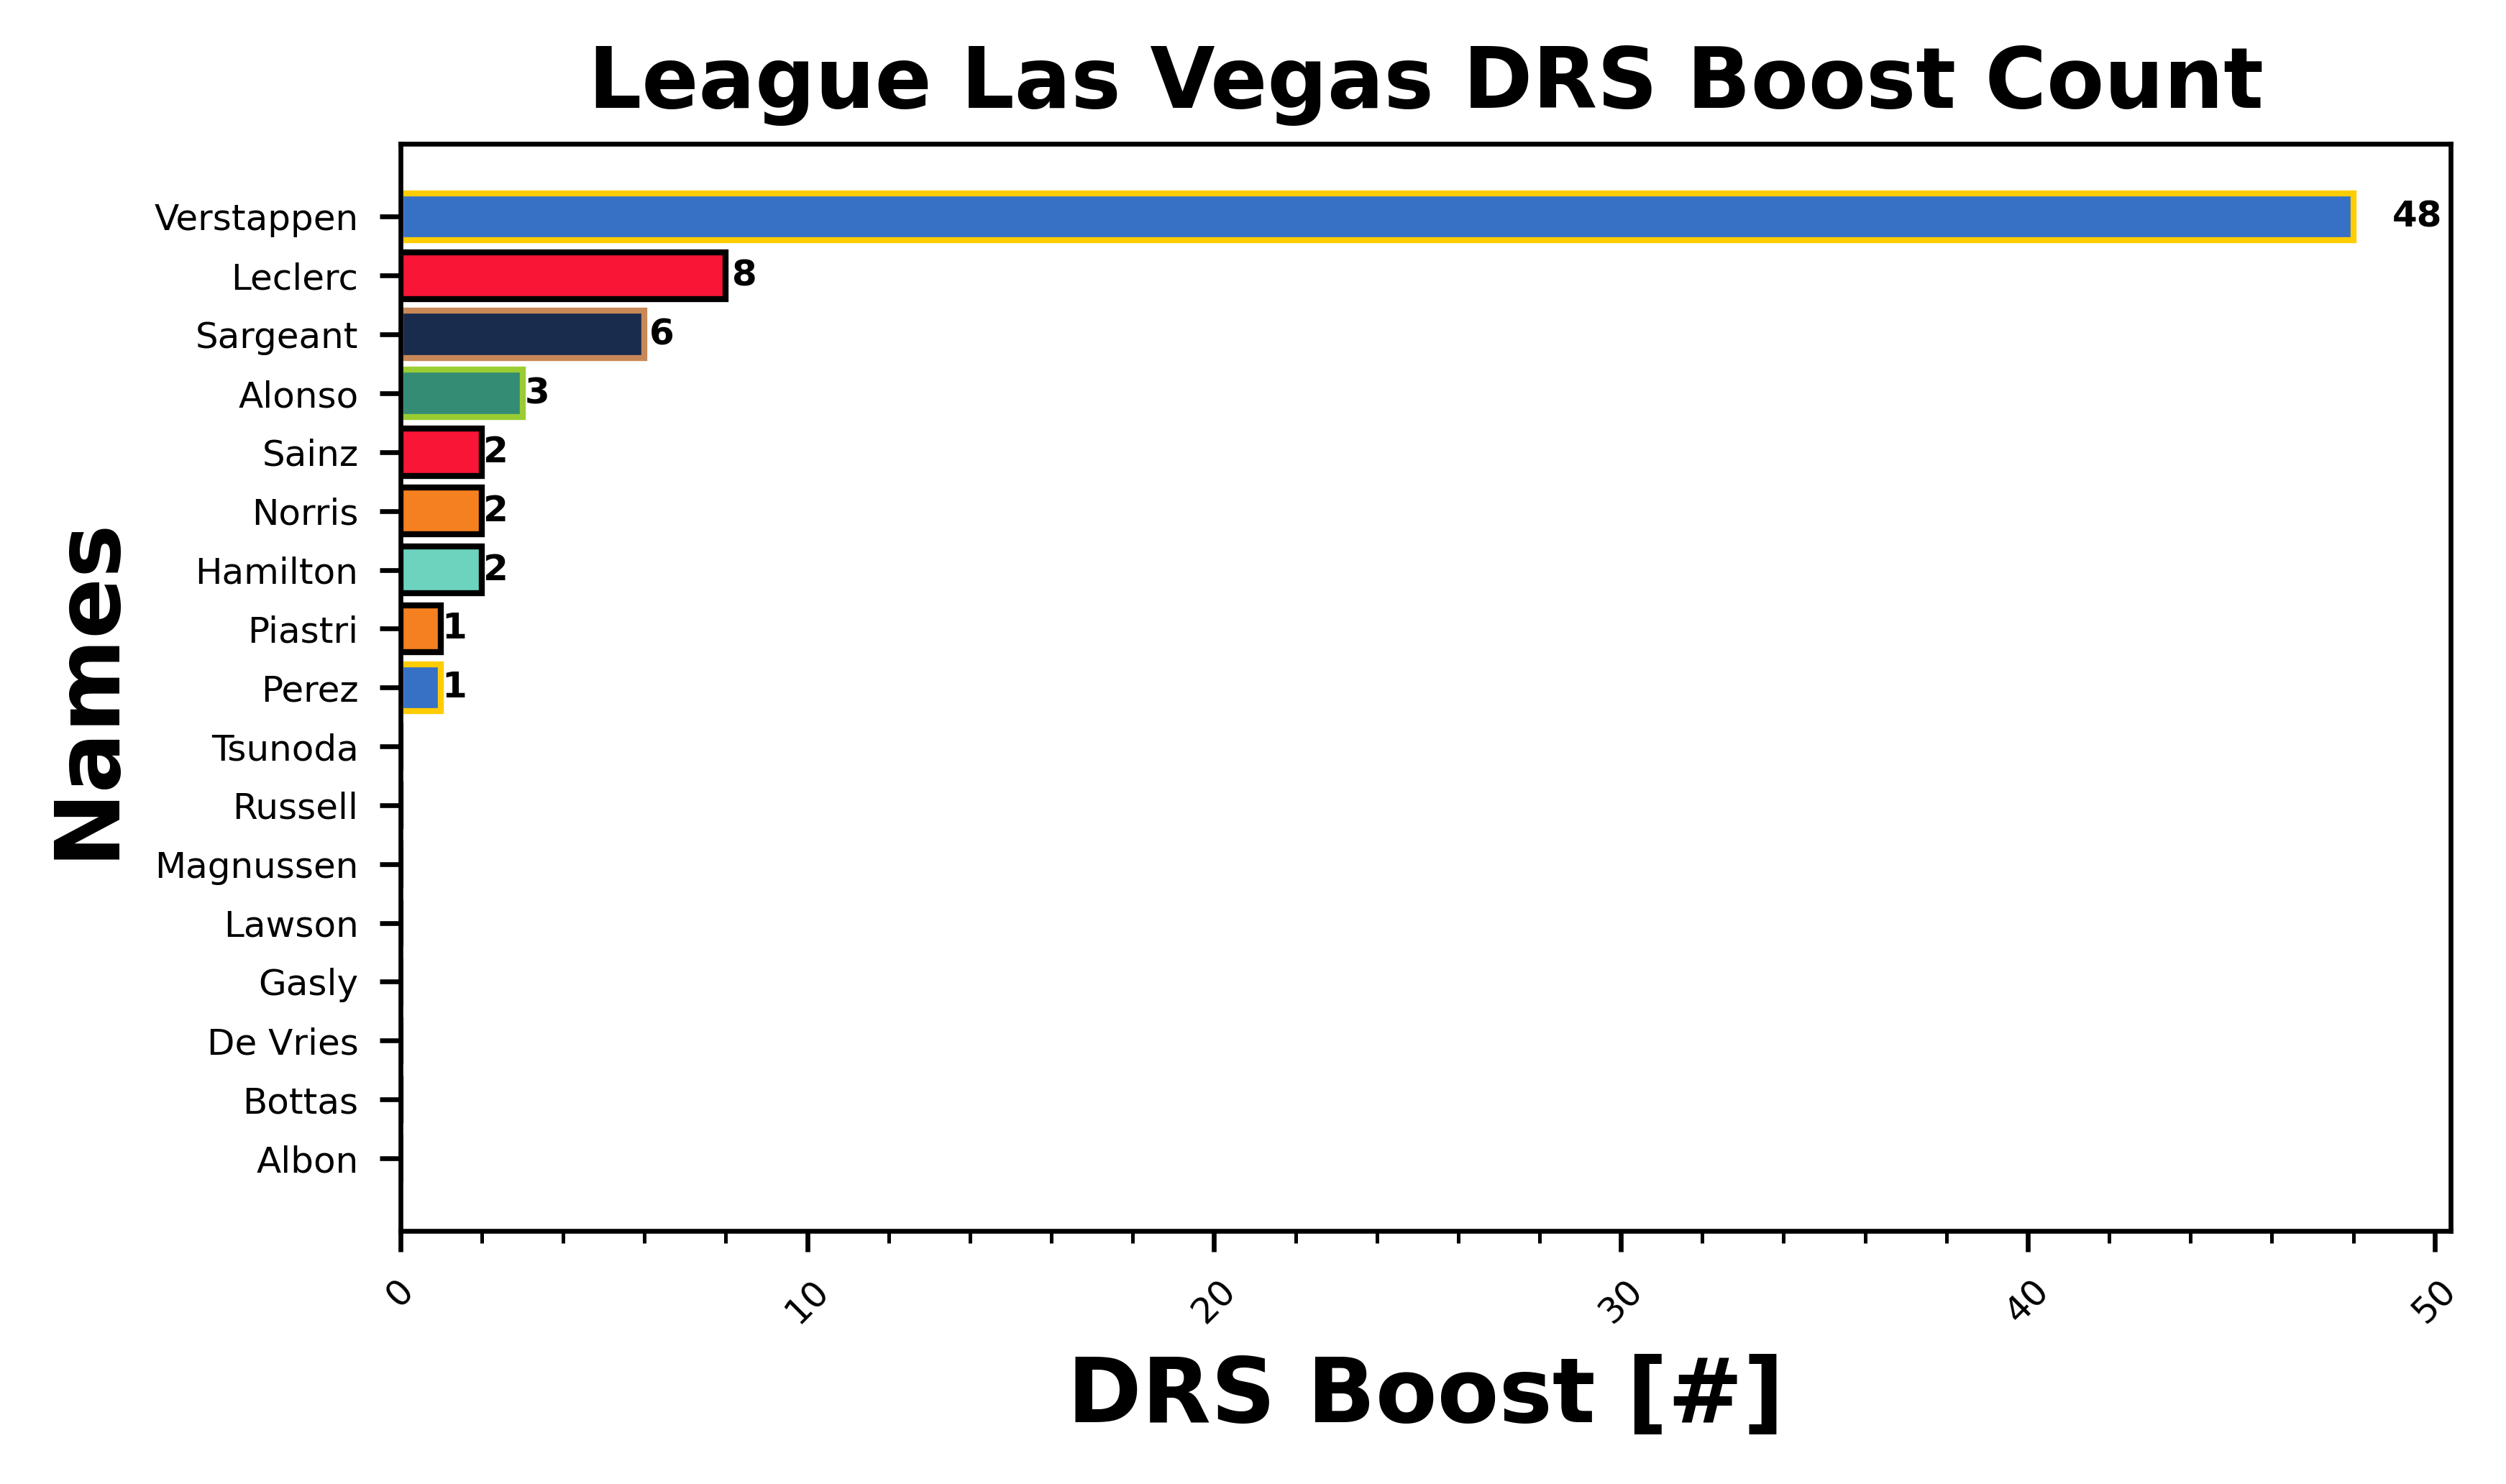 League Las Vegas DRS Boost Count
Names
Verstappen 48
Leclerc 8
Sargeant 6
Alonso 3
Sainz 2
Norris 2
Hamilton 2
Piastri 1
Perez 1
Tsunoda
Russell
Magnussen
Lawson
Gasly
De Vries
Bottas
Albon
0 10 20 30 40 50
DRS Boost [#]